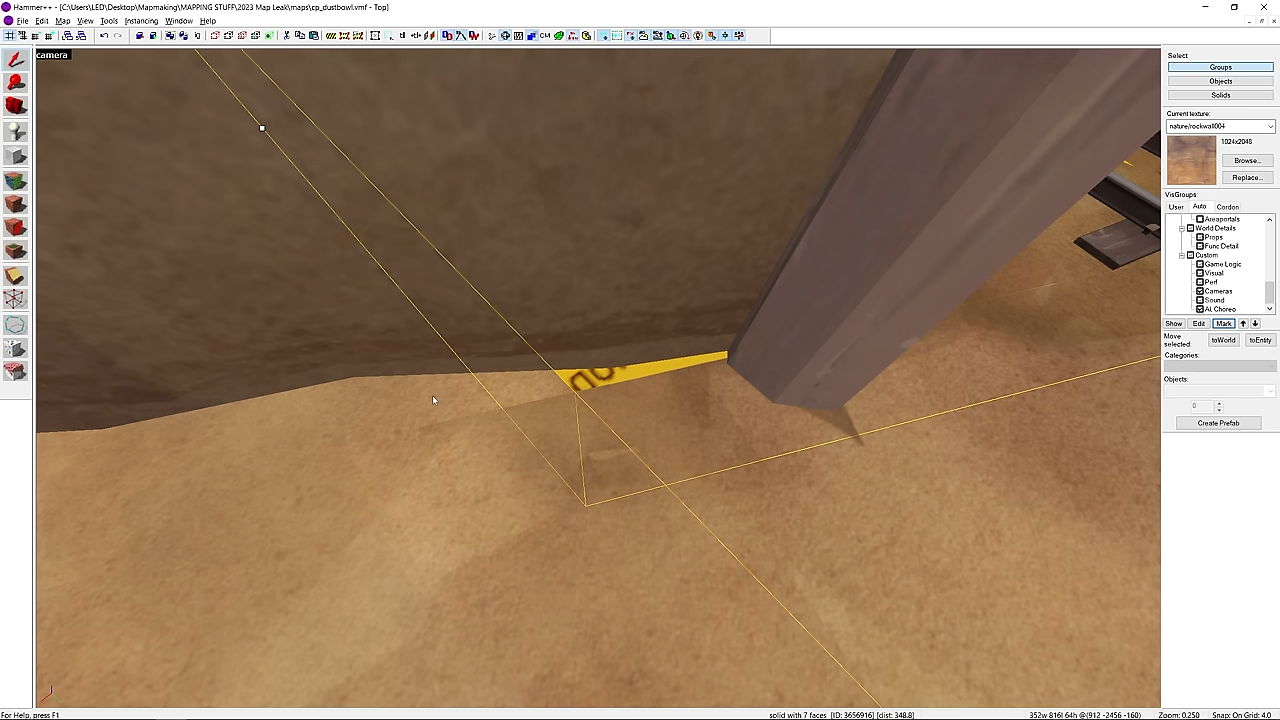 Hammer++ - [C:\Users\LED\Desktop\Mapmaking\MAPPING STUFF\2023 Map Leak\maps\cp_dustbowl.vmf - Top]
File Edit Map View Tools Instancing Window Help
camera
Select:
Groups
Objects
Solids
Current texture:
nature/rockwall004
1024x2048
Browse...
Replace...
VisGroups:
User Auto Cordon
Areaportals
World Details
Props
Func Detail
Custom
Game Logic
Visual
Perf
Cameras
Sound
AI, Choreo
Show Edit Mark
Move selected: toWorld toEntity
Categories:
Objects:
0
Create Prefab
For Help, press F1 solid with 7 faces [ID: 3656916] [dist: 348.8] 352w 816l 64h @(912 -2456 -160) Zoom: 0.250 Snap: On Grid: 4.0